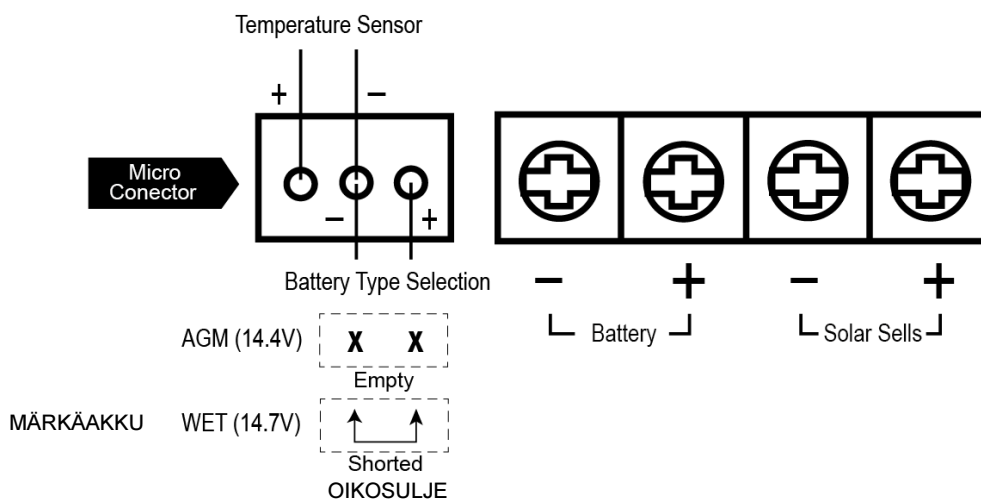 Temperature Sensor
+ −
Micro
Conector
− +
Battery Type Selection
− + − +
Battery Solar Sells
AGM (14.4V) X X
Empty
MÄRKÄAKKU WET (14.7V)
Shorted
OIKOSULJE